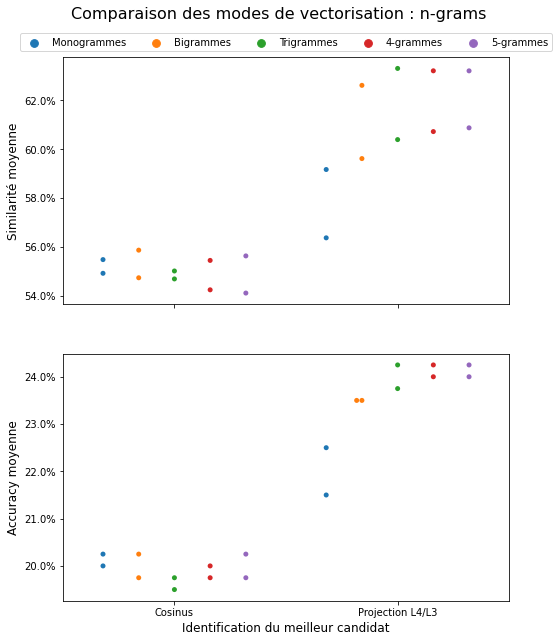 Comparaison des modes de vectorisation : n-grams
Monogrammes Bigrammes Trigrammes 4-grammes 5-grammes
62.0%
60.0%
58.0%
56.0%
54.0%
Similarité moyenne
24.0%
23.0%
22.0%
21.0%
20.0%
Accuracy moyenne
Cosinus Projection L4/L3
Identification du meilleur candidat